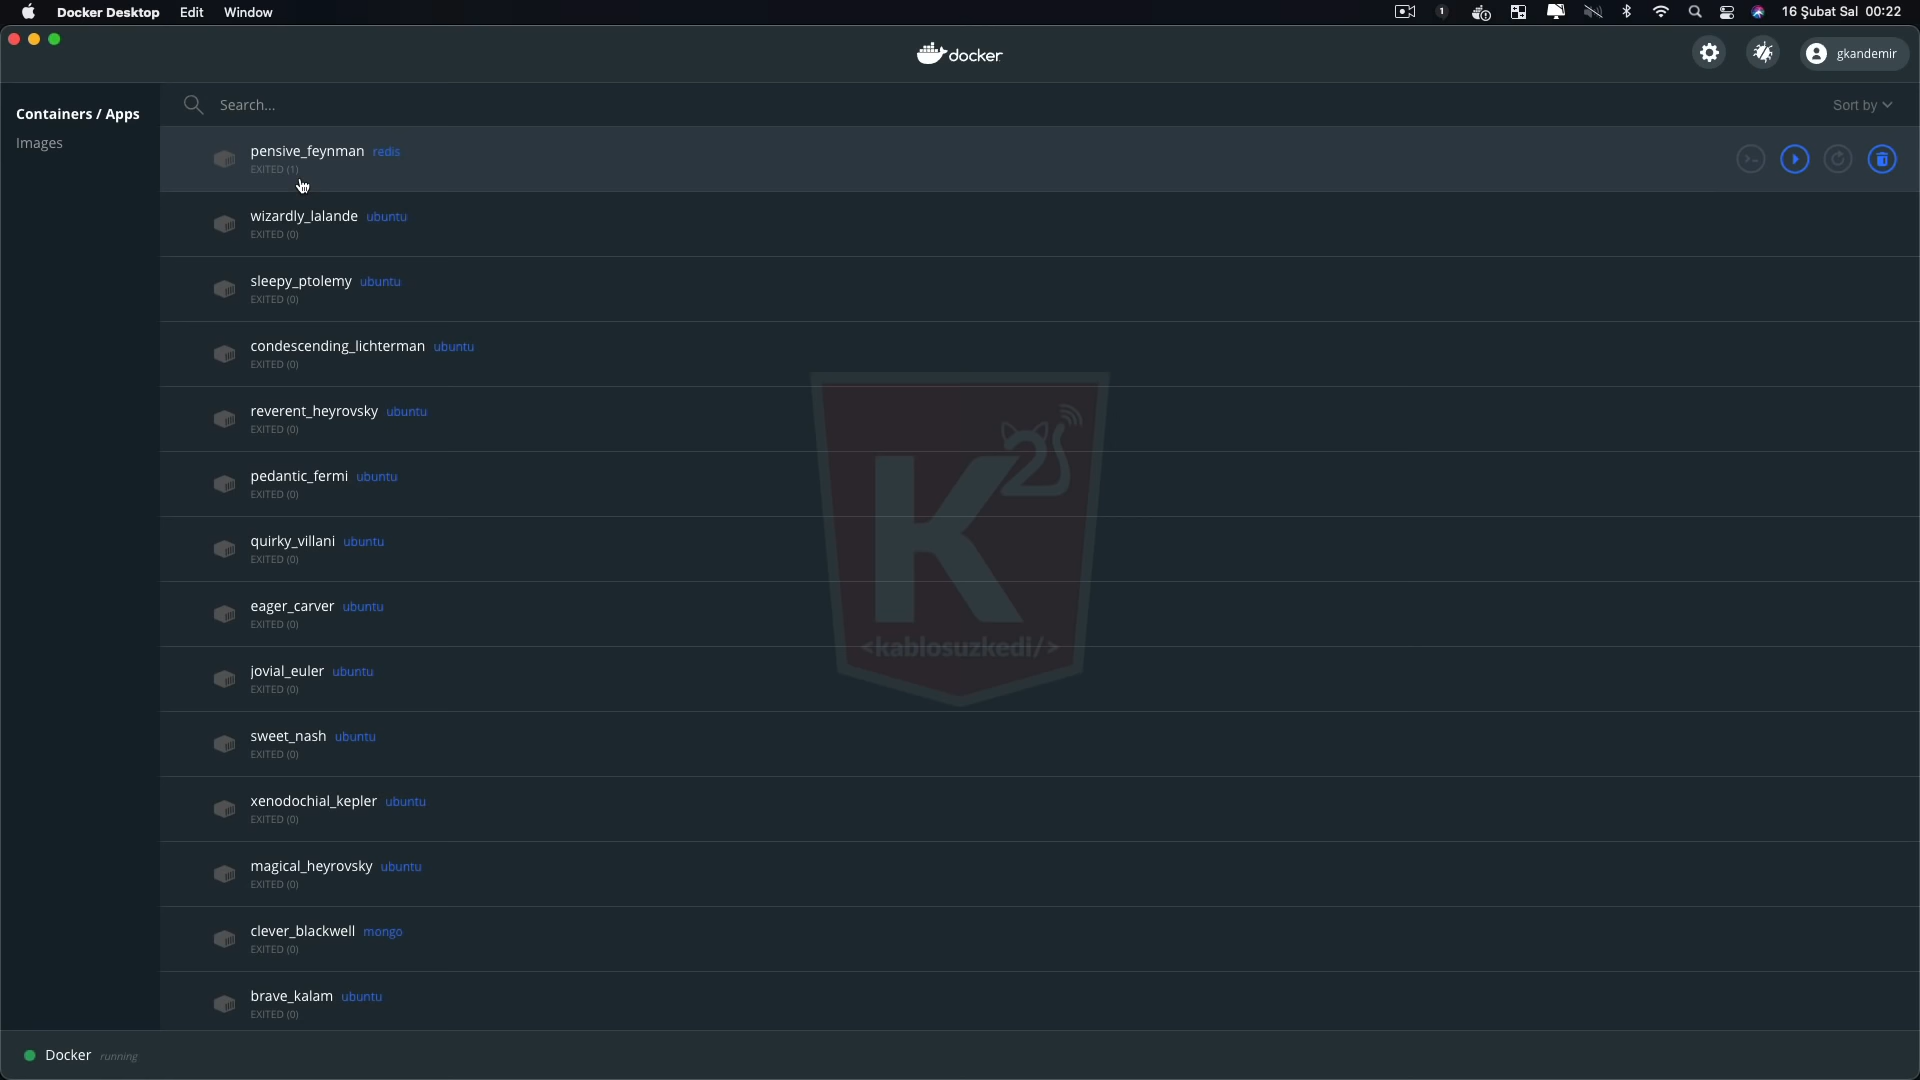 Docker Desktop Edit Window
1
16 Şubat Sal 00:22
docker
gkandemir
Containers / Apps
Images
Search...
Sort by
pensive_feynman redis
EXITED (1)
wizardly_lalande ubuntu
EXITED (0)
sleepy_ptolemy ubuntu
EXITED (0)
condescending_lichterman ubuntu
EXITED (0)
reverent_heyrovsky ubuntu
EXITED (0)
pedantic_fermi ubuntu
EXITED (0)
quirky_villani ubuntu
EXITED (0)
eager_carver ubuntu
EXITED (0)
jovial_euler ubuntu
EXITED (0)
sweet_nash ubuntu
EXITED (0)
xenodochial_kepler ubuntu
EXITED (0)
magical_heyrovsky ubuntu
EXITED (0)
clever_blackwell mongo
EXITED (0)
brave_kalam ubuntu
EXITED (0)
K
<kablosuzkedi/>
Docker running